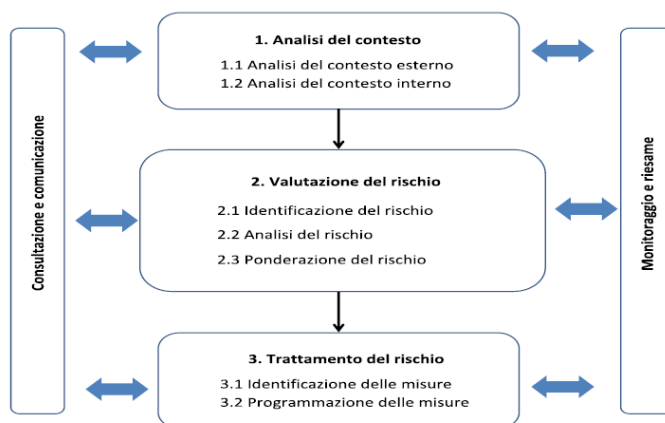 Consultazione e comunicazione
1. Analisi del contesto
1.1 Analisi del contesto esterno
1.2 Analisi del contesto interno
2. Valutazione del rischio
2.1 Identificazione del rischio
2.2 Analisi del rischio
2.3 Ponderazione del rischio
3. Trattamento del rischio
3.1 Identificazione delle misure
3.2 Programmazione delle misure
Monitoraggio e riesame